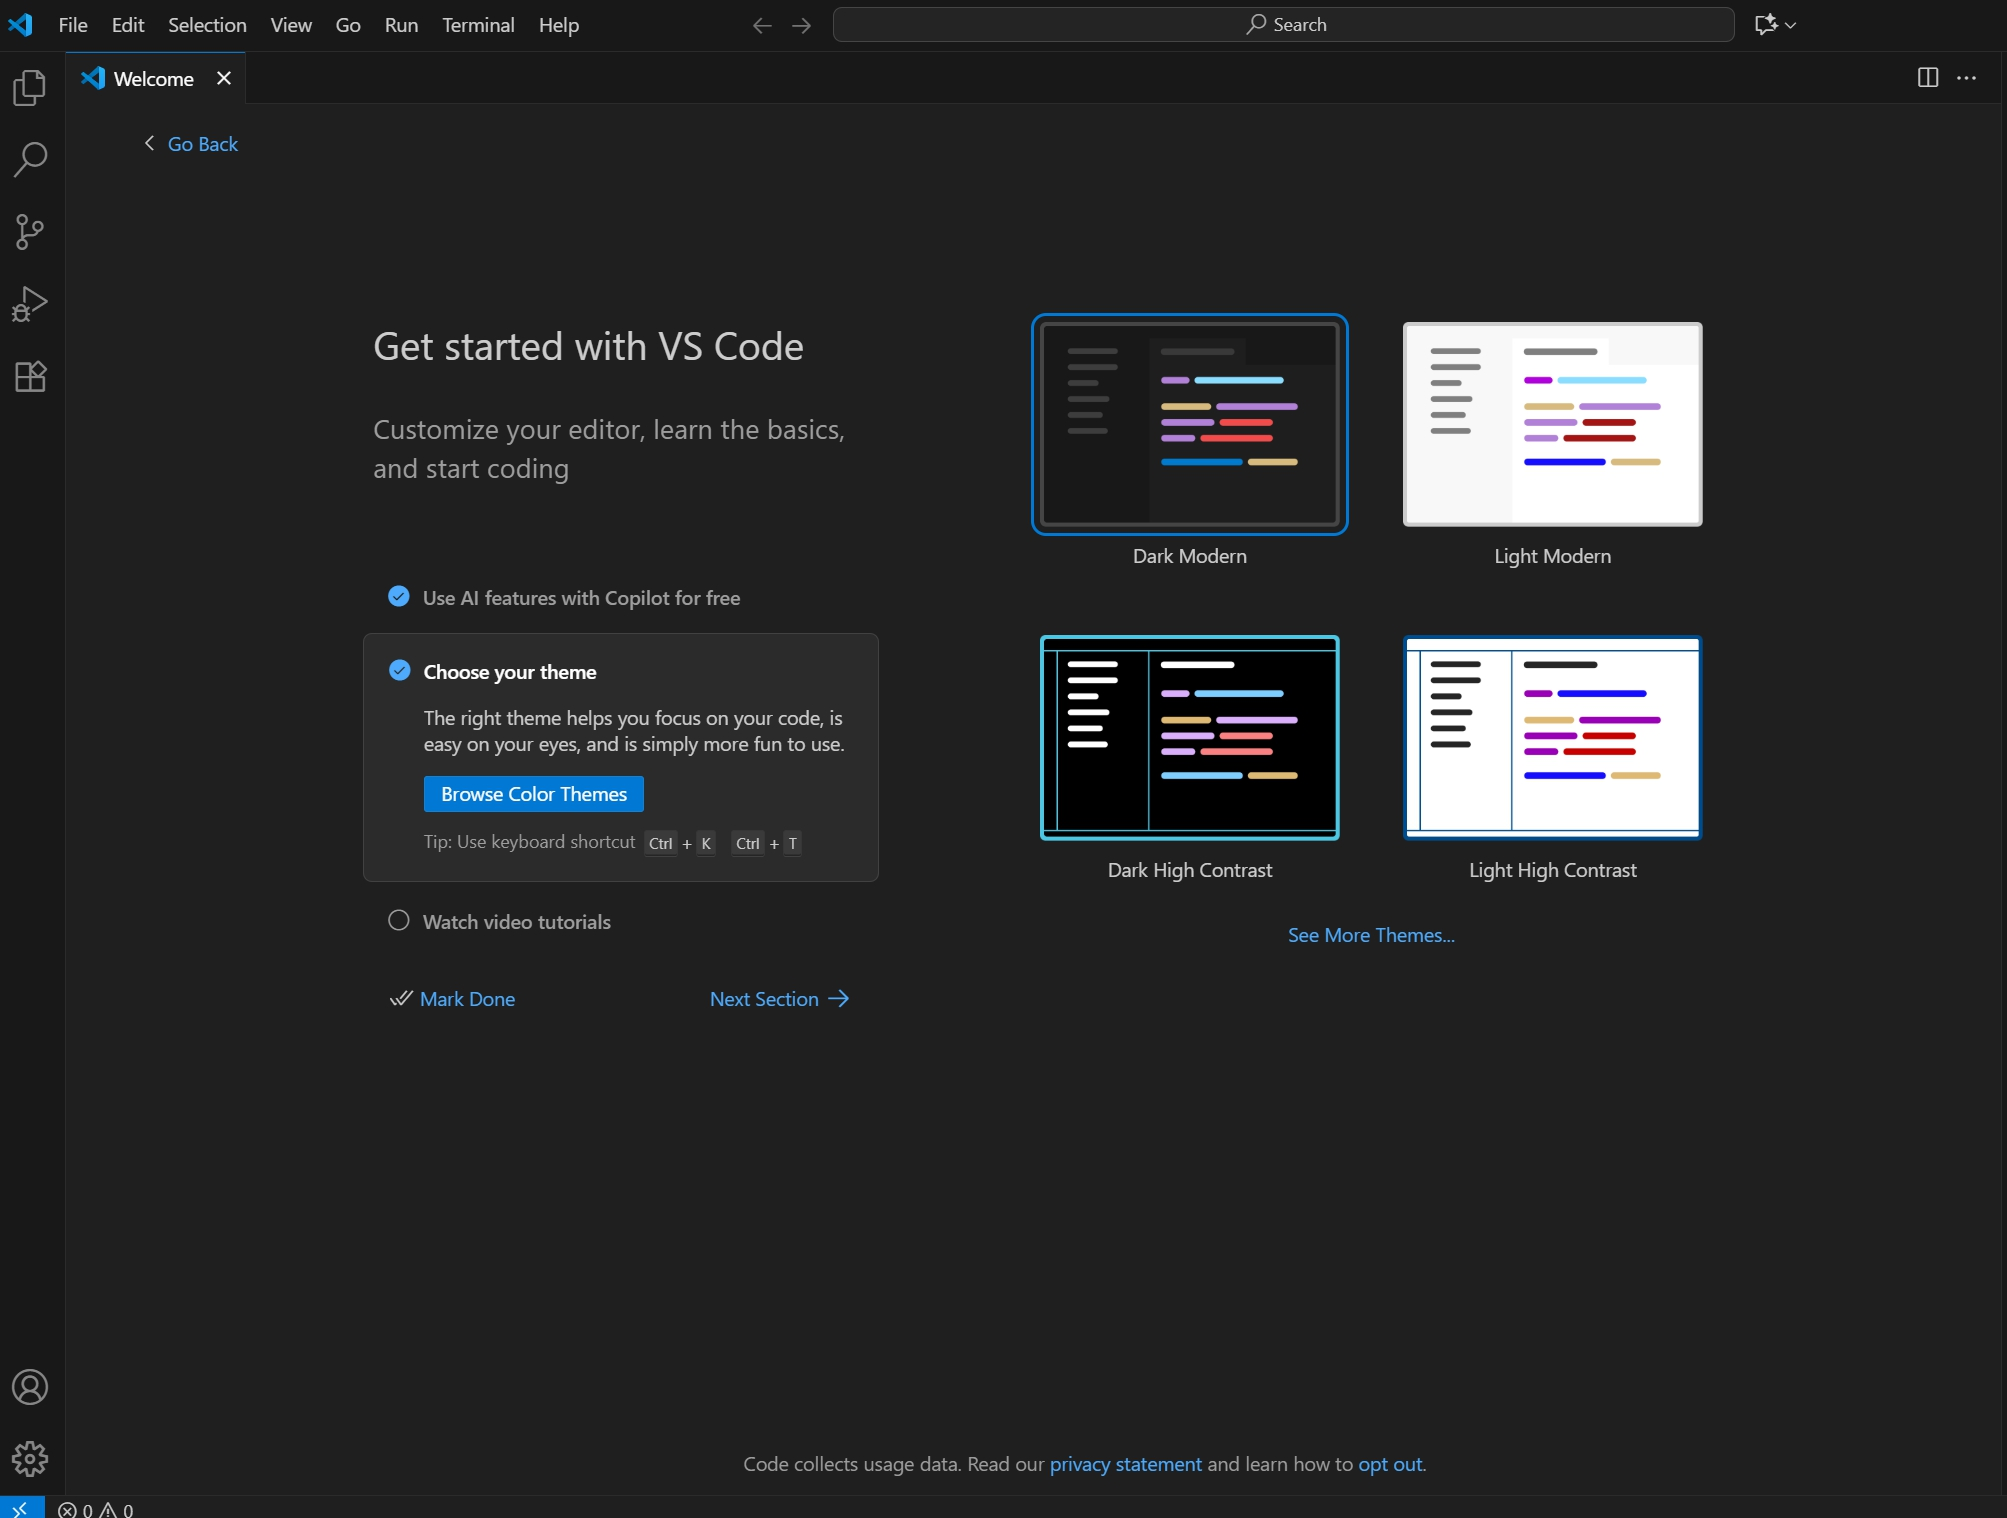 File Edit Selection View Go Run Terminal Help
Search
Welcome
Go Back
Get started with VS Code
Customize your editor, learn the basics,
and start coding
Use AI features with Copilot for free
Choose your theme
The right theme helps you focus on your code, is
easy on your eyes, and is simply more fun to use.
Browse Color Themes
Tip: Use keyboard shortcut Ctrl + K Ctrl + T
Watch video tutorials
Mark Done
Next Section
Dark Modern
Light Modern
Dark High Contrast
Light High Contrast
See More Themes...
Code collects usage data. Read our privacy statement and learn how to opt out.
0 0